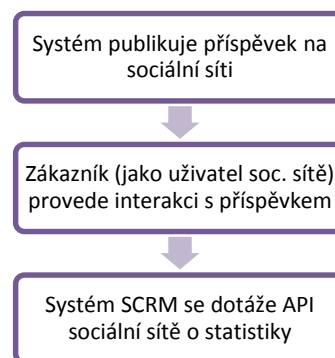 Systém publikuje příspěvek na
sociální síti
Zákazník (jako uživatel soc. sítě)
provede interakci s příspěvkem
Systém SCRM se dotáže API
sociální sítě o statistiky